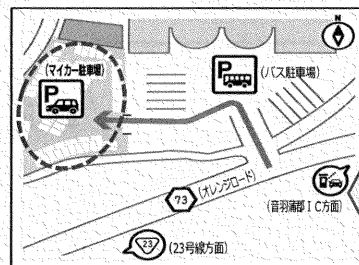 N
(マイカー駐車場)
P
P
(バス駐車場)
73
(オレンジロード)
(音羽蒲郡IC方面)
23
(23号線方面)